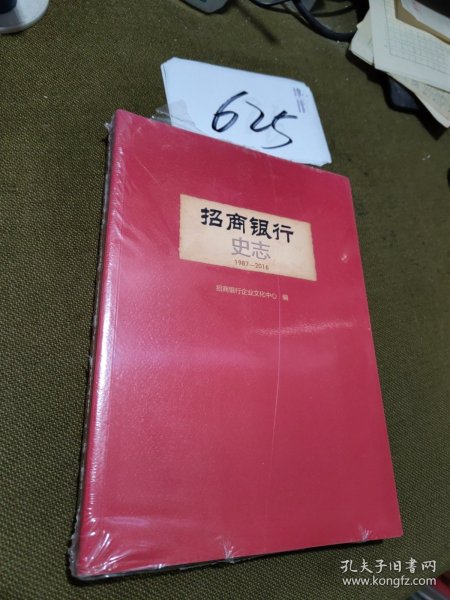 625
招商银行
史志
1987—2016
招商银行企业文化中心 编
孔夫子旧书网
www.kongfz.com